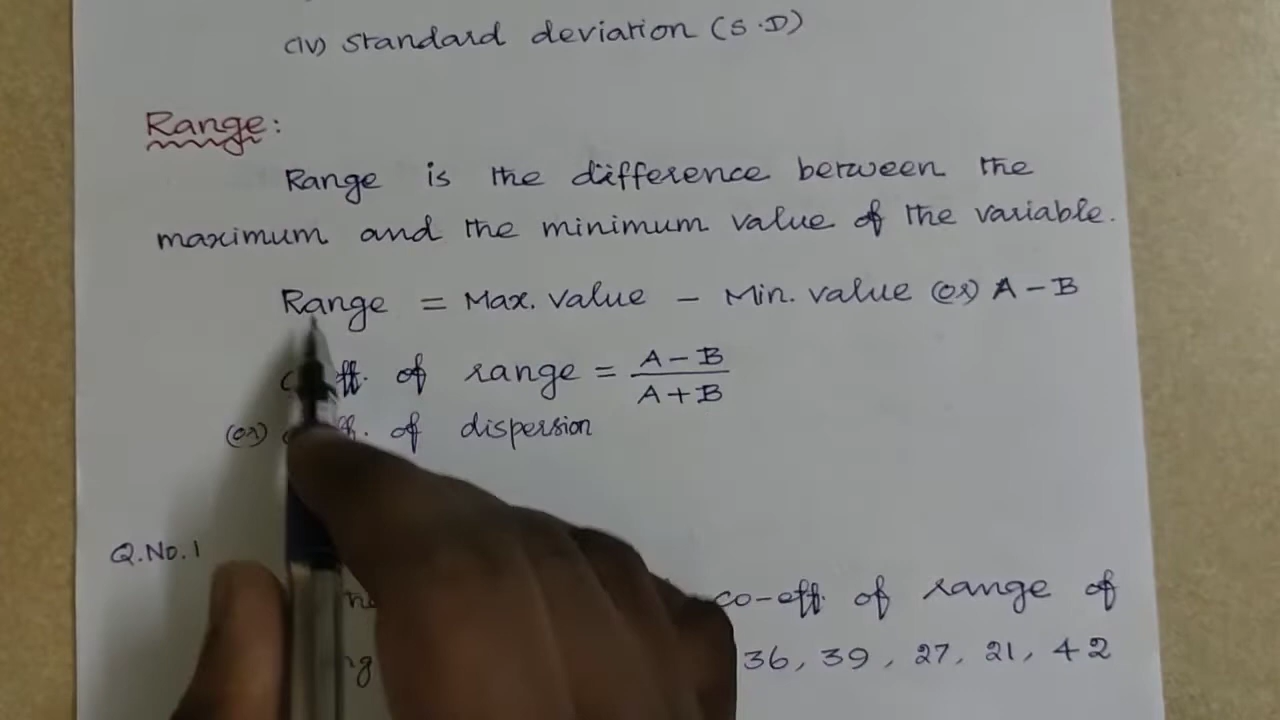 (iv) Standard deviation (S.D)
Range:
Range is the difference between the
maximum and the minimum value of the variable.
Range = Max. value – Min. value (or) A – B
of range = A – B / A + B
(or) of dispersion
Q.No.1
co-eff. of range of
36, 39, 27, 21, 42